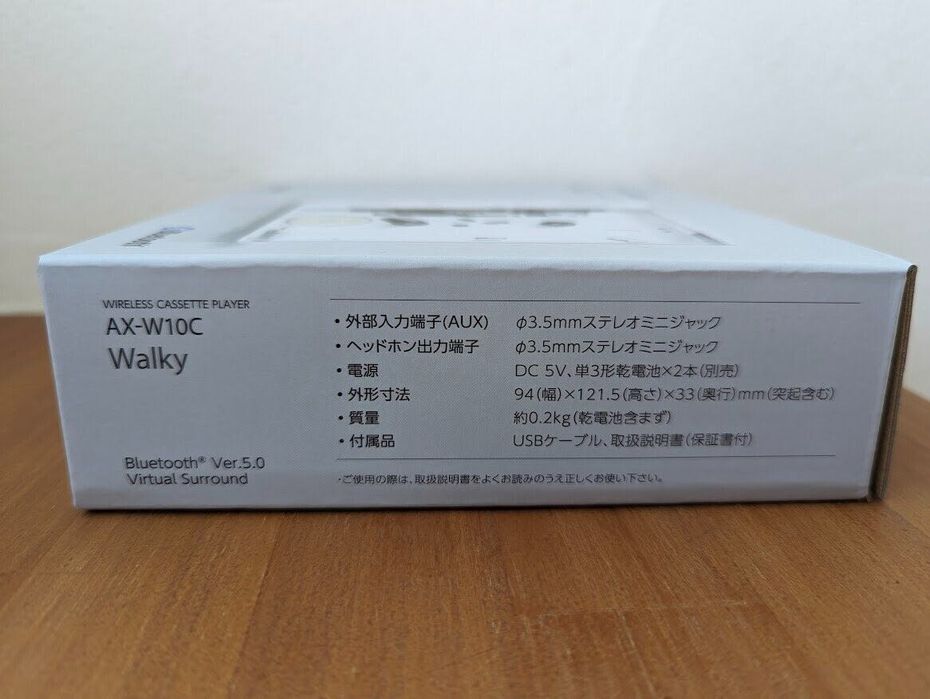 WIRELESS CASSETTE PLAYER
AX-W10C
Walky
Bluetooth® Ver.5.0
Virtual Surround
・外部入力端子(AUX) φ3.5mmステレオミニジャック
・ヘッドホン出力端子 φ3.5mmステレオミニジャック
・電源 DC 5V、単3形乾電池×2本(別売)
・外形寸法 94(幅)×121.5(高さ)×33(奥行)mm(突起含む)
・質量 約0.2kg(乾電池含まず)
・付属品 USBケーブル、取扱説明書(保証書付)
・ご使用の際は、取扱説明書をよくお読みのうえ正しくお使い下さい。